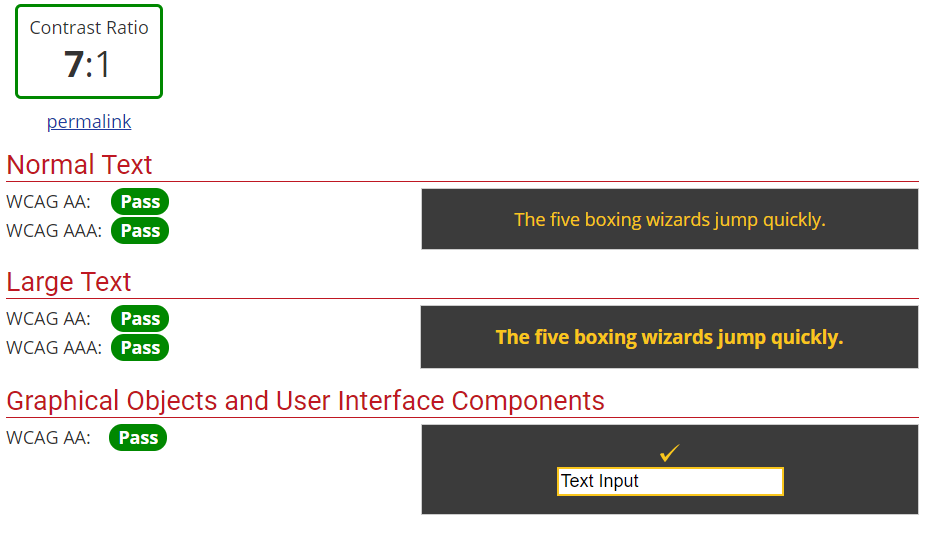 Contrast Ratio
7:1
permalink
Normal Text
WCAG AA: Pass
WCAG AAA: Pass
The five boxing wizards jump quickly.
Large Text
WCAG AA: Pass
WCAG AAA: Pass
The five boxing wizards jump quickly.
Graphical Objects and User Interface Components
WCAG AA: Pass
✓
Text Input